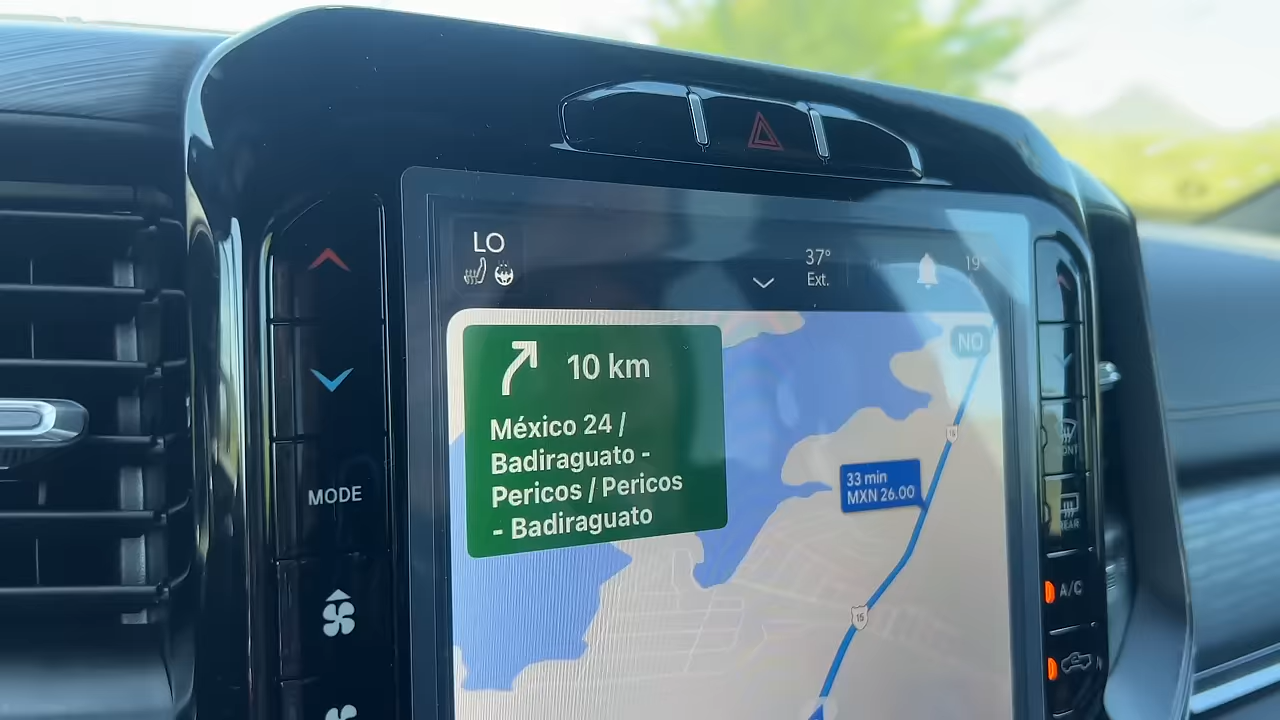 LO
37°
Ext.
19°
NO
10 km
México 24 /
Badiraguato -
Pericos / Pericos
- Badiraguato
33 min
MXN 26.00
15
MODE
REAR
A/C